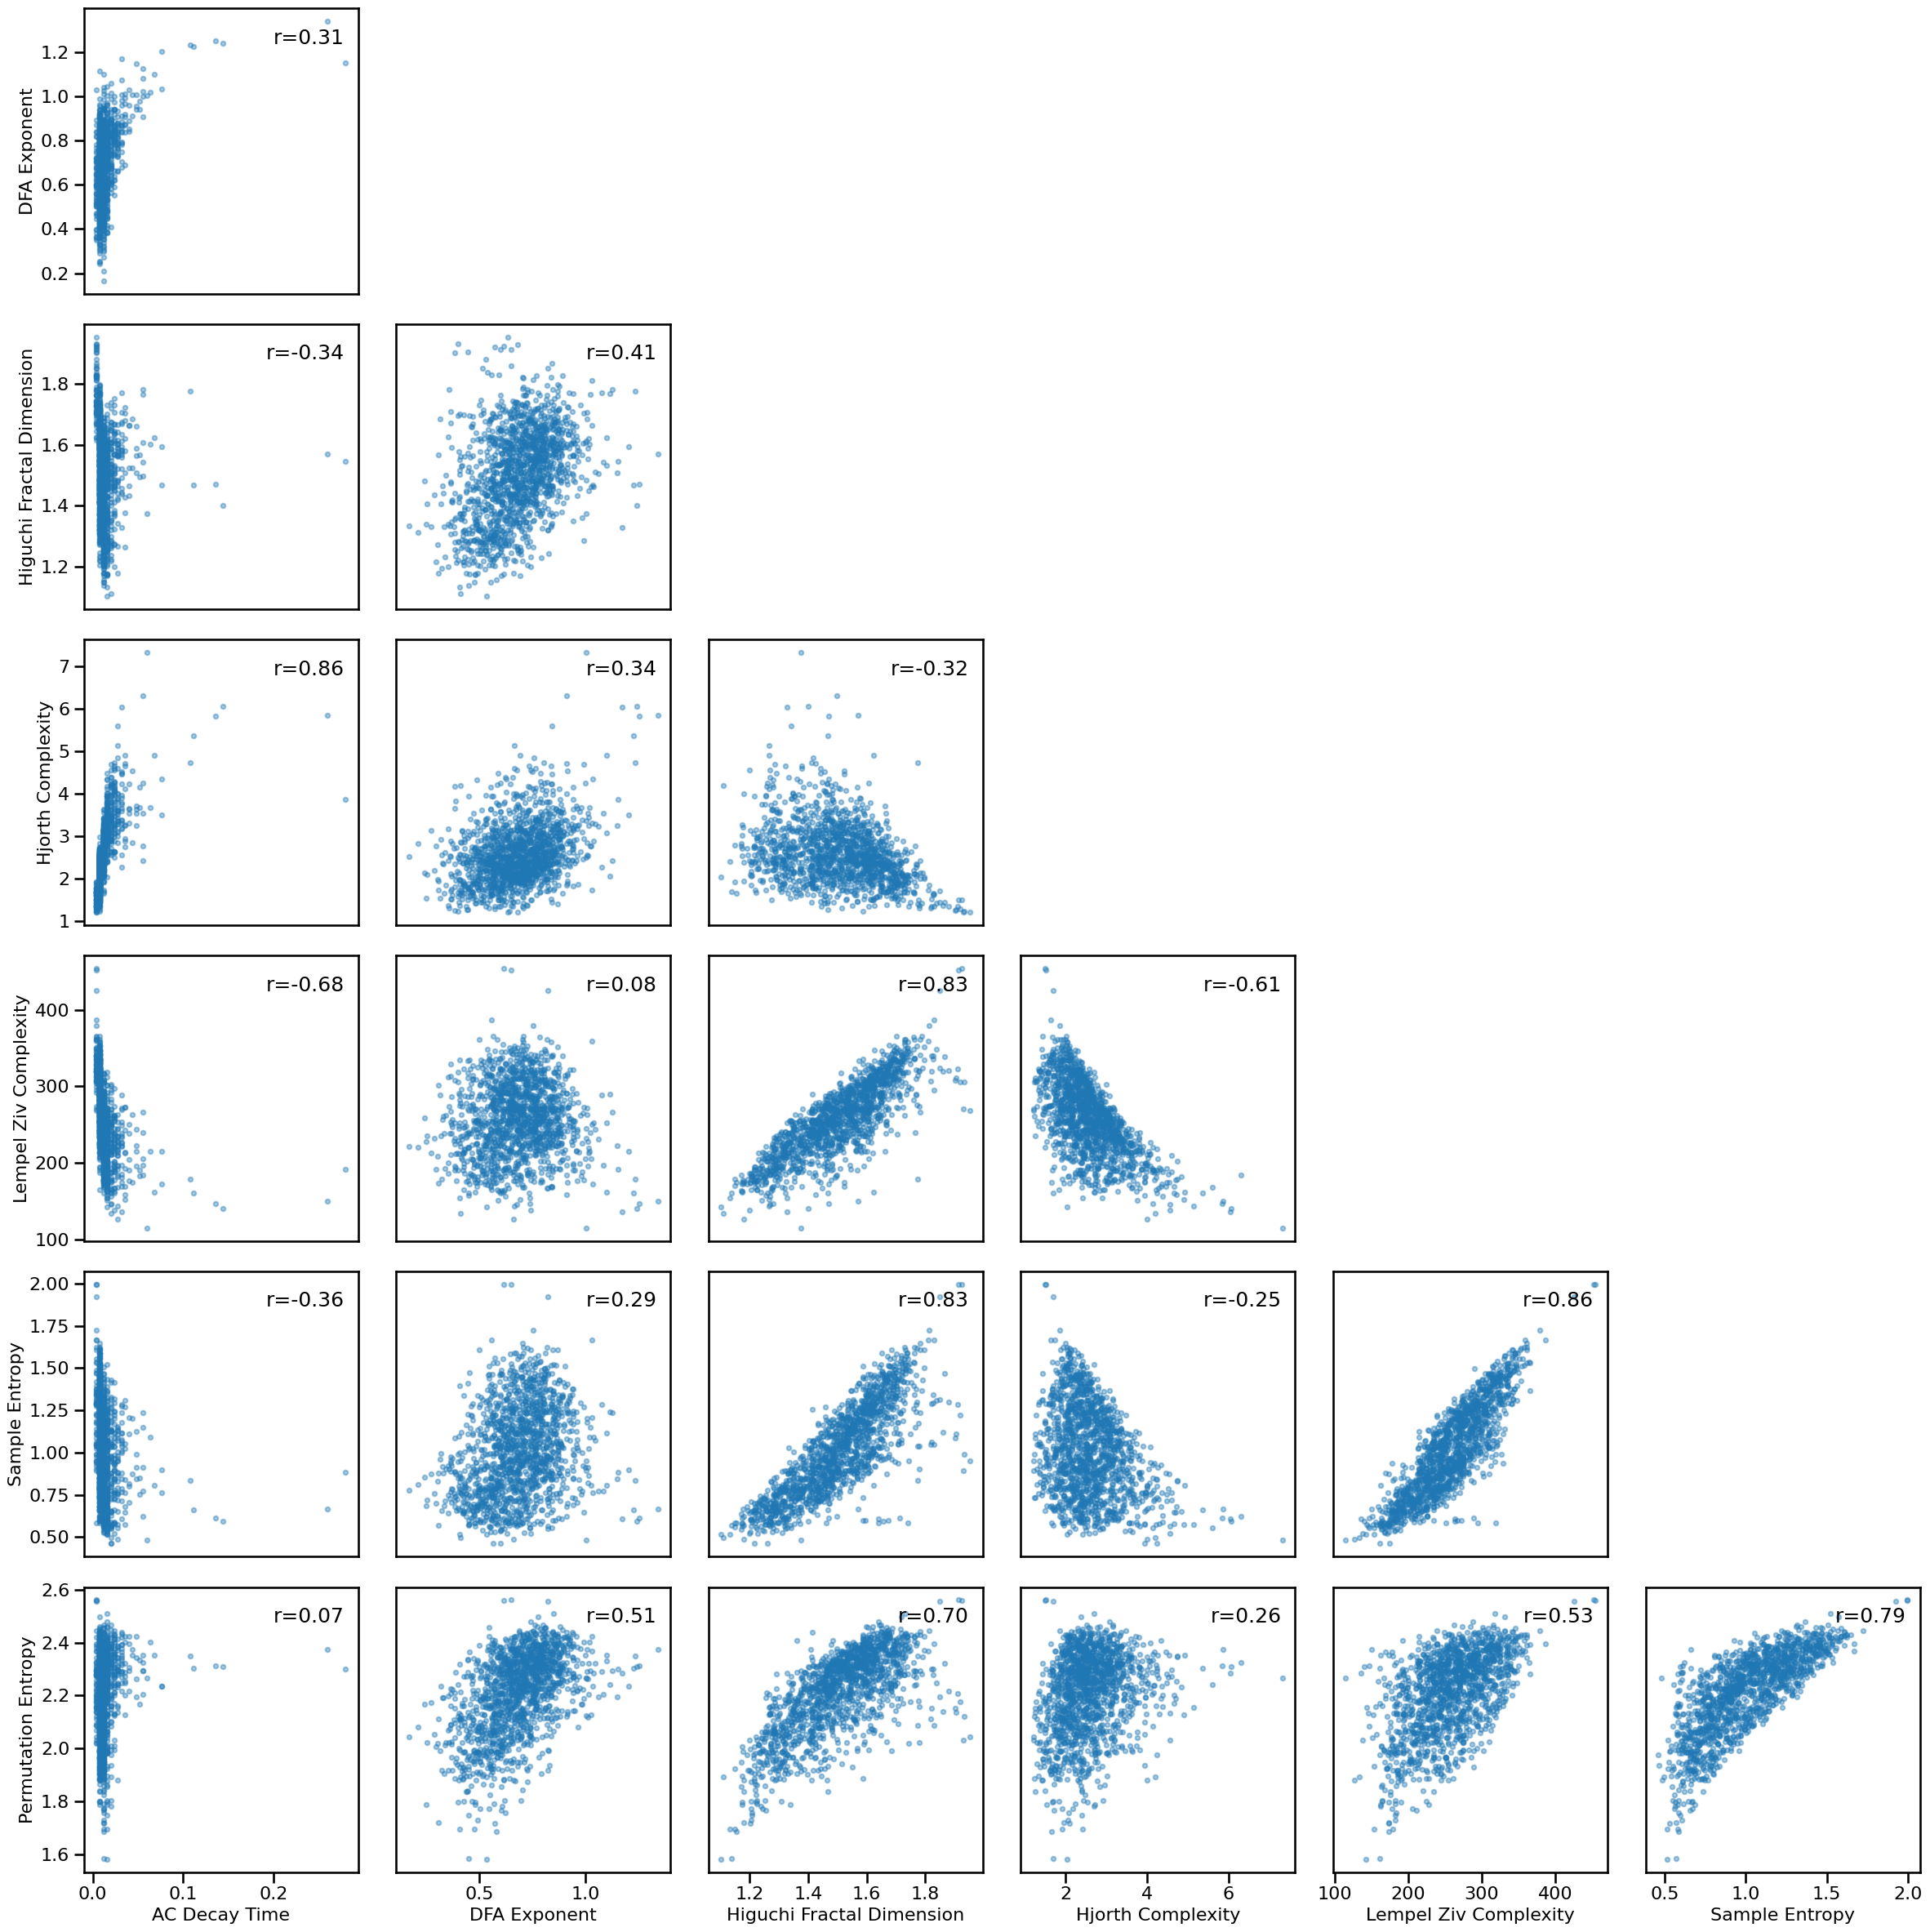 r=0.31
1.2
1.0
0.8
0.6
0.4
0.2
DFA Exponent
r=-0.34
r=0.41
1.8
1.6
1.4
1.2
Higuchi Fractal Dimension
r=0.86
r=0.34
r=-0.32
7
6
5
4
3
2
1
Hjorth Complexity
r=-0.68
r=0.08
r=0.83
r=-0.61
400
300
200
100
Lempel Ziv Complexity
r=-0.36
r=0.29
r=0.83
r=-0.25
r=0.86
2.00
1.75
1.50
1.25
1.00
0.75
0.50
Sample Entropy
r=0.07
r=0.51
r=0.70
r=0.26
r=0.53
r=0.79
2.6
2.4
2.2
2.0
1.8
1.6
Permutation Entropy
0.0 0.1 0.2
0.5 1.0
1.2 1.4 1.6 1.8
2 4 6
100 200 300 400
0.5 1.0 1.5 2.0
AC Decay Time
DFA Exponent
Higuchi Fractal Dimension
Hjorth Complexity
Lempel Ziv Complexity
Sample Entropy